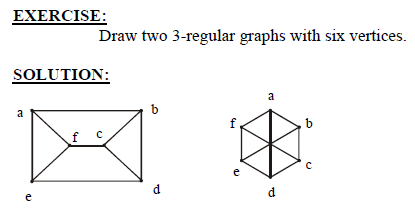 EXERCISE:
Draw two 3-regular graphs with six vertices.
SOLUTION:
a b
f c
e d
a
f b
e c
d